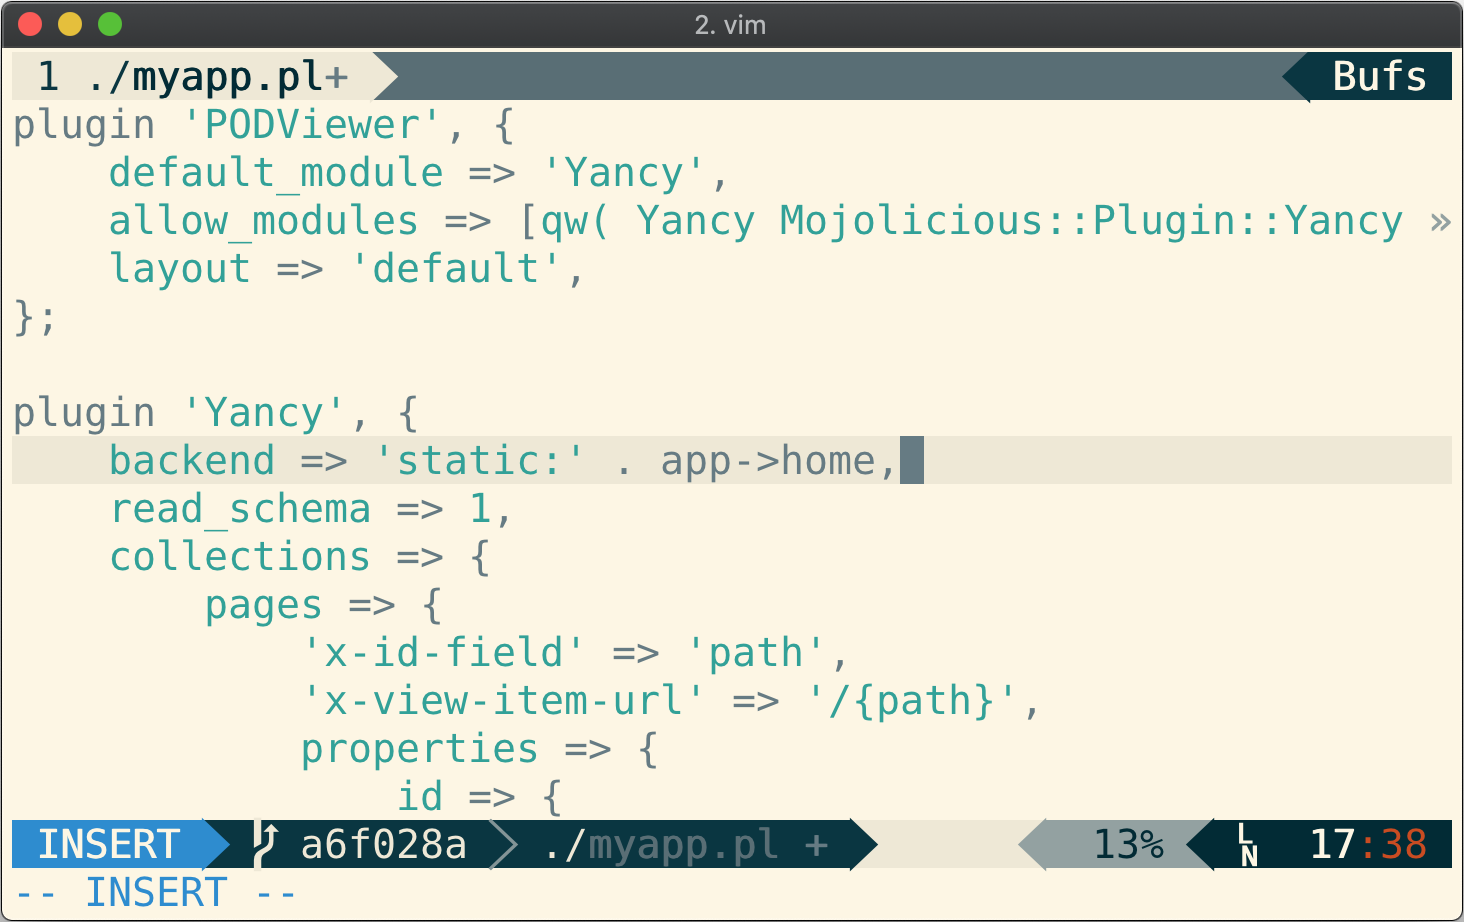 2. vim
1 ./myapp.pl+ Bufs
plugin 'PODViewer', {
    default_module => 'Yancy',
    allow_modules => [qw( Yancy Mojolicious::Plugin::Yancy »
    layout => 'default',
};
plugin 'Yancy', {
    backend => 'static:' . app->home,
    read_schema => 1,
    collections => {
        pages => {
            'x-id-field' => 'path',
            'x-view-item-url' => '/{path}',
            properties => {
                id => {
INSERT a6f028a ./myapp.pl + 13% LN 17:38
-- INSERT --